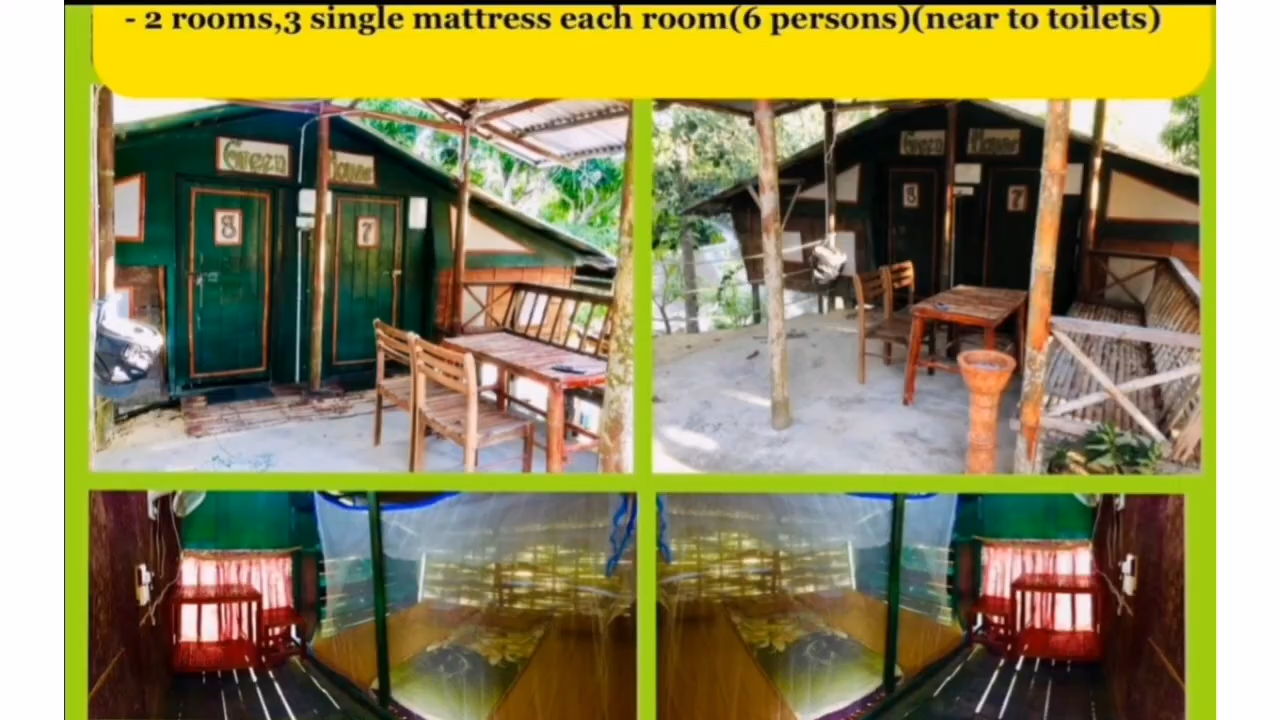 - 2 rooms,3 single mattress each room(6 persons)(near to toilets)
Green House
8 7
Green House
8 7